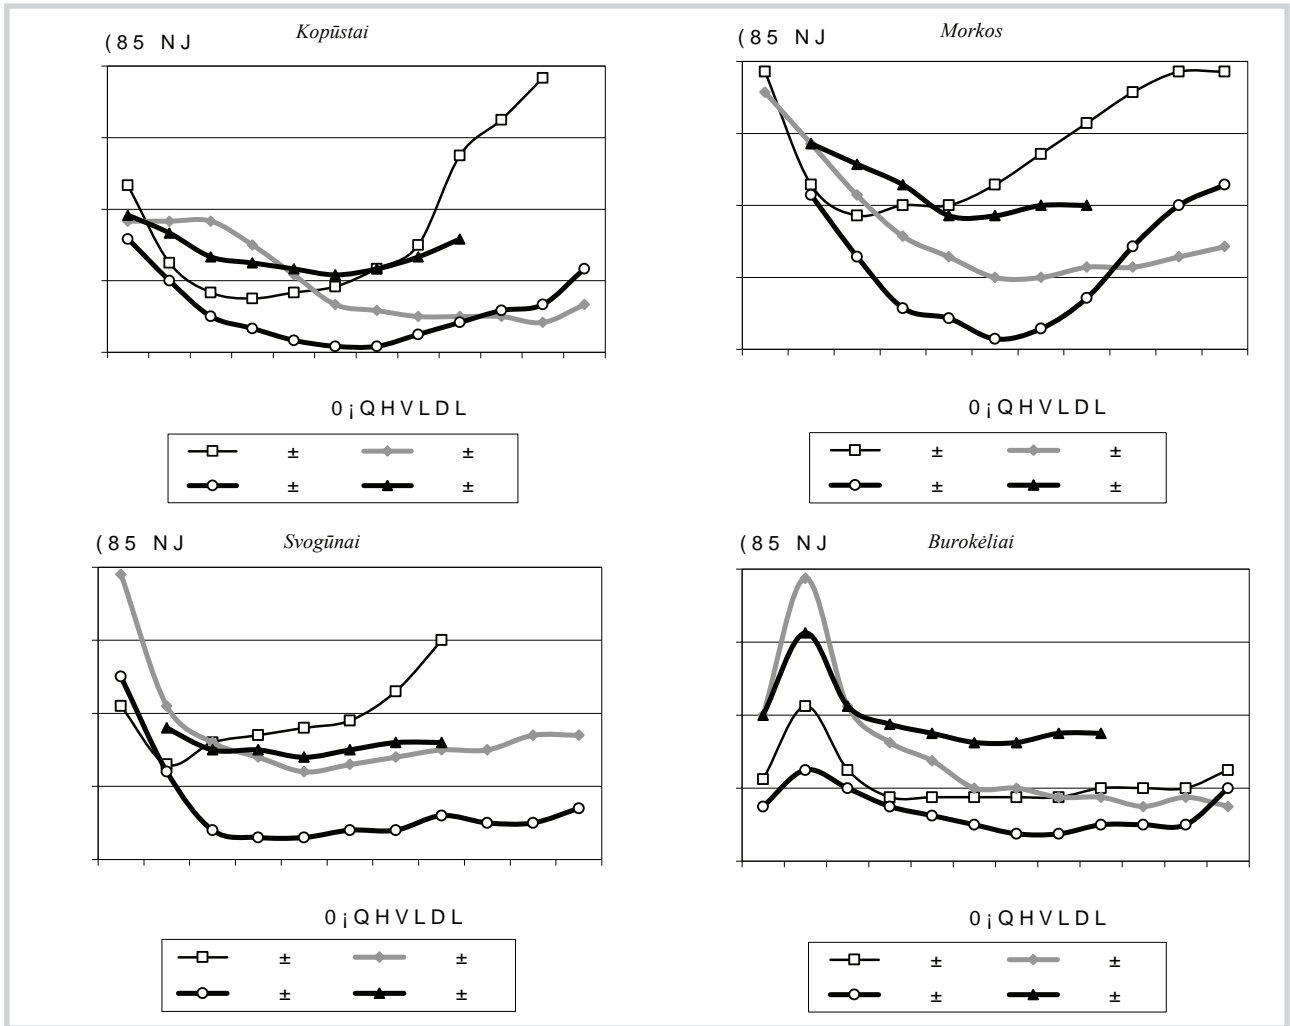 (85 NJ Kopūstai
(85 NJ Morkos
0¡QHVLDL
0¡QHVLDL
± ±
± ±
± ±
± ±
(85 NJ Svogūnai
(85 NJ Burokėliai
0¡QHVLDL
0¡QHVLDL
± ±
± ±
± ±
± ±